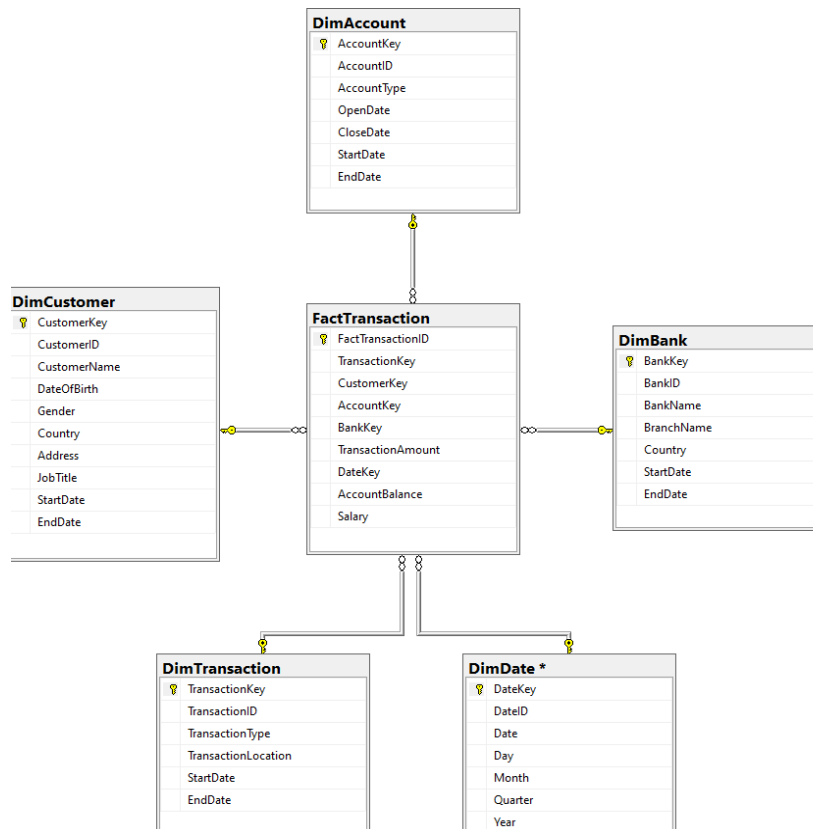 DimAccount
AccountKey
AccountID
AccountType
OpenDate
CloseDate
StartDate
EndDate
DimCustomer
CustomerKey
CustomerID
CustomerName
DateOfBirth
Gender
Country
Address
JobTitle
StartDate
EndDate
FactTransaction
FactTransactionID
TransactionKey
CustomerKey
AccountKey
BankKey
TransactionAmount
DateKey
AccountBalance
Salary
DimBank
BankKey
BankID
BankName
BranchName
Country
StartDate
EndDate
DimTransaction
TransactionKey
TransactionID
TransactionType
TransactionLocation
StartDate
EndDate
DimDate *
DateKey
DateID
Date
Day
Month
Quarter
Year